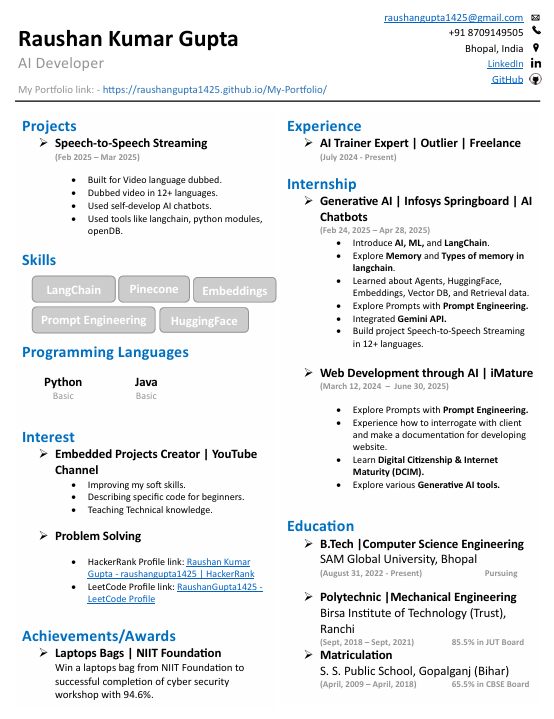 raushangupta1425@gmail.com
Raushan Kumar Gupta
+91 8709149505
Bhopal, India
AI Developer
LinkedIn
GitHub
My Portfolio link: - https://raushangupta1425.github.io/My-Portfolio/
Projects
Speech-to-Speech Streaming
(Feb 2025 – Mar 2025)
Built for Video language dubbed.
Dubbed video in 12+ languages.
Used self-develop AI chatbots.
Used tools like langchain, python modules,
openDB.
Skills
LangChain
Pinecone
Embeddings
Prompt Engineering
HuggingFace
Programming Languages
Python Java
Basic Basic
Interest
Embedded Projects Creator | YouTube
Channel
Improving my soft skills.
Describing specific code for beginners.
Teaching Technical knowledge.
Problem Solving
HackerRank Profile link: Raushan Kumar
Gupta - raushangupta1425 | HackerRank
LeetCode Profile link: RaushanGupta1425 -
LeetCode Profile
Achievements/Awards
Laptops Bags | NIIT Foundation
Win a laptops bag from NIIT Foundation to
successful completion of cyber security
workshop with 94.6%.
Experience
AI Trainer Expert | Outlier | Freelance
(July 2024 - Present)
Internship
Generative AI | Infosys Springboard | AI
Chatbots
(Feb 24, 2025 – Apr 28, 2025)
Introduce AI, ML, and LangChain.
Explore Memory and Types of memory in
langchain.
Learned about Agents, HuggingFace,
Embeddings, Vector DB, and Retrieval data.
Explore Prompts with Prompt Engineering.
Integrated Gemini API.
Build project Speech-to-Speech Streaming
in 12+ languages.
Web Development through AI | iMature
(March 12, 2024 – June 30, 2025)
Explore Prompts with Prompt Engineering.
Experience how to interrogate with client
and make a documentation for developing
website.
Learn Digital Citizenship & Internet
Maturity (DCIM).
Explore various Generative AI tools.
Education
B.Tech |Computer Science Engineering
SAM Global University, Bhopal
(August 31, 2022 - Present) Pursuing
Polytechnic |Mechanical Engineering
Birsa Institute of Technology (Trust),
Ranchi
(Sept, 2018 – Sept, 2021) 85.5% in JUT Board
Matriculation
S. S. Public School, Gopalganj (Bihar)
(April, 2009 – April, 2018) 65.5% in CBSE Board